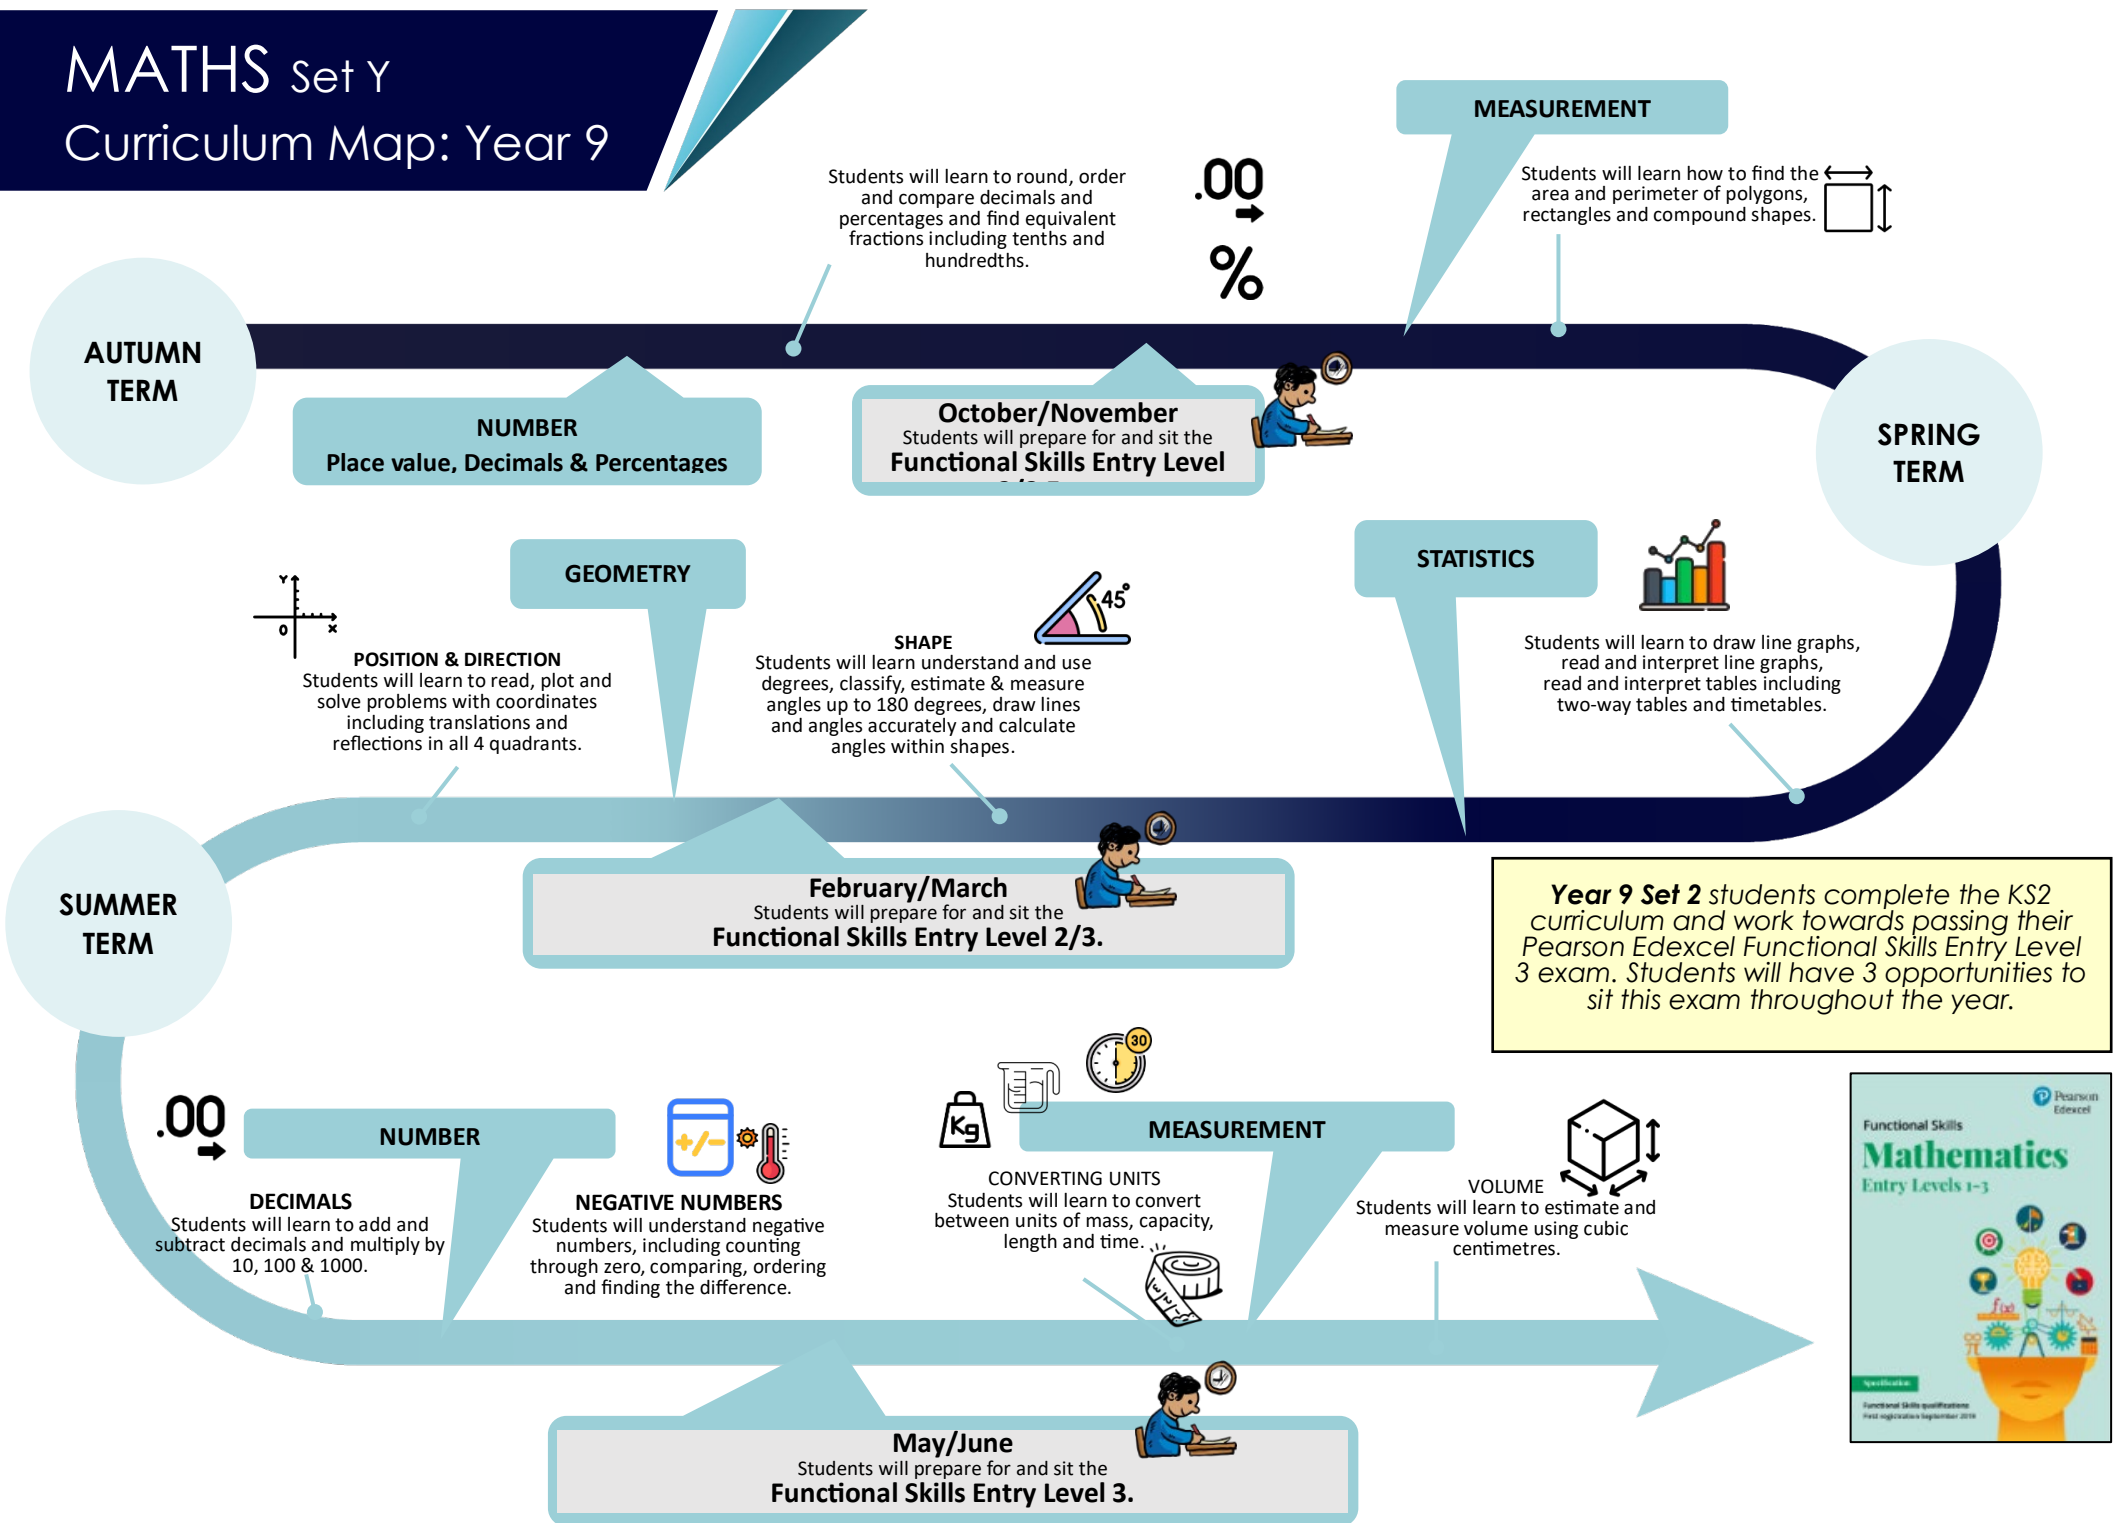 MATHS Set Y
Curriculum Map: Year 9
MEASUREMENT
Students will learn to round, order
and compare decimals and
percentages and find equivalent
fractions including tenths and
hundredths.
.00
%
Students will learn how to find the
area and perimeter of polygons,
rectangles and compound shapes.
AUTUMN
TERM
NUMBER
Place value, Decimals & Percentages
October/November
Students will prepare for and sit the
Functional Skills Entry Level
SPRING
TERM
GEOMETRY
STATISTICS
Y
0
X
45°
POSITION & DIRECTION
Students will learn to read, plot and
solve problems with coordinates
including translations and
reflections in all 4 quadrants.
SHAPE
Students will learn understand and use
degrees, classify, estimate & measure
angles up to 180 degrees, draw lines
and angles accurately and calculate
angles within shapes.
Students will learn to draw line graphs,
read and interpret line graphs,
read and interpret tables including
two-way tables and timetables.
SUMMER
TERM
February/March
Students will prepare for and sit the
Functional Skills Entry Level 2/3.
Year 9 Set 2 students complete the KS2
curriculum and work towards passing their
Pearson Edexcel Functional Skills Entry Level
3 exam. Students will have 3 opportunities to
sit this exam throughout the year.
.00
NUMBER
+/-
Kg
30
MEASUREMENT
DECIMALS
Students will learn to add and
subtract decimals and multiply by
10, 100 & 1000.
NEGATIVE NUMBERS
Students will understand negative
numbers, including counting
through zero, comparing, ordering
and finding the difference.
CONVERTING UNITS
Students will learn to convert
between units of mass, capacity,
length and time.
VOLUME
Students will learn to estimate and
measure volume using cubic
centimetres.
Pearson
Edexcel
Functional Skills
Mathematics
Entry Levels 1-3
f(x)
π
Specification
Functional Skills qualifications
First registration September 2019
May/June
Students will prepare for and sit the
Functional Skills Entry Level 3.